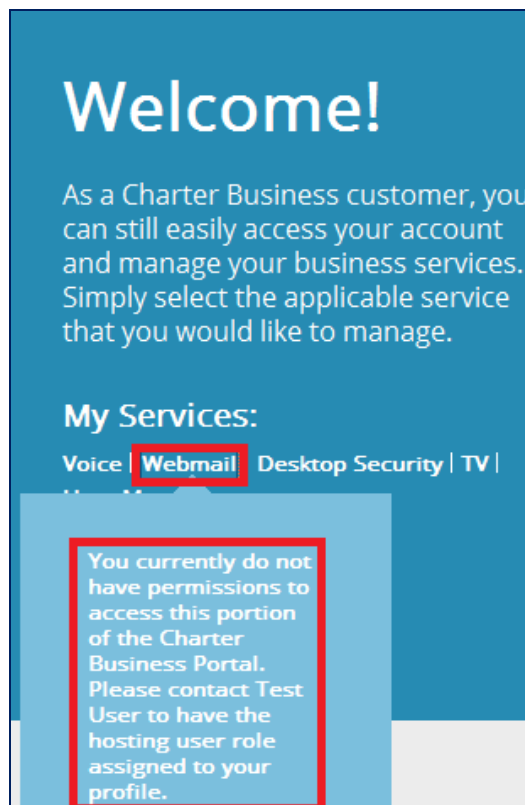 Welcome!
As a Charter Business customer, you
can still easily access your account
and manage your business services.
Simply select the applicable service
that you would like to manage.
My Services:
Voice | Webmail | Desktop Security | TV |
You currently do not
have permissions to
access this portion
of the Charter
Business Portal.
Please contact Test
User to have the
hosting user role
assigned to your
profile.